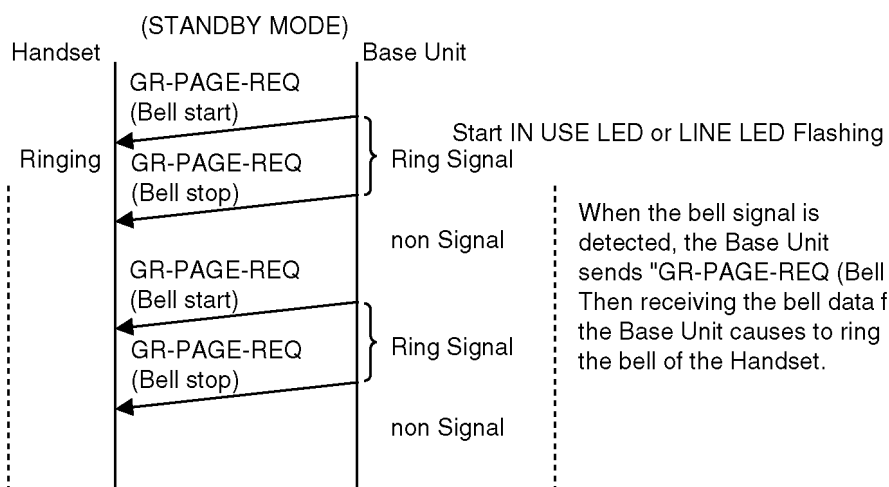 (STANDBY MODE)
Handset
Base Unit
GR-PAGE-REQ
(Bell start)
Start IN USE LED or LINE LED Flashing
Ringing
GR-PAGE-REQ
Ring Signal
(Bell stop)
non Signal
When the bell signal is
detected, the Base Unit
sends "GR-PAGE-REQ (Bell
Then receiving the bell data
the Base Unit causes to ring
the bell of the Handset.
GR-PAGE-REQ
(Bell start)
GR-PAGE-REQ
Ring Signal
(Bell stop)
non Signal